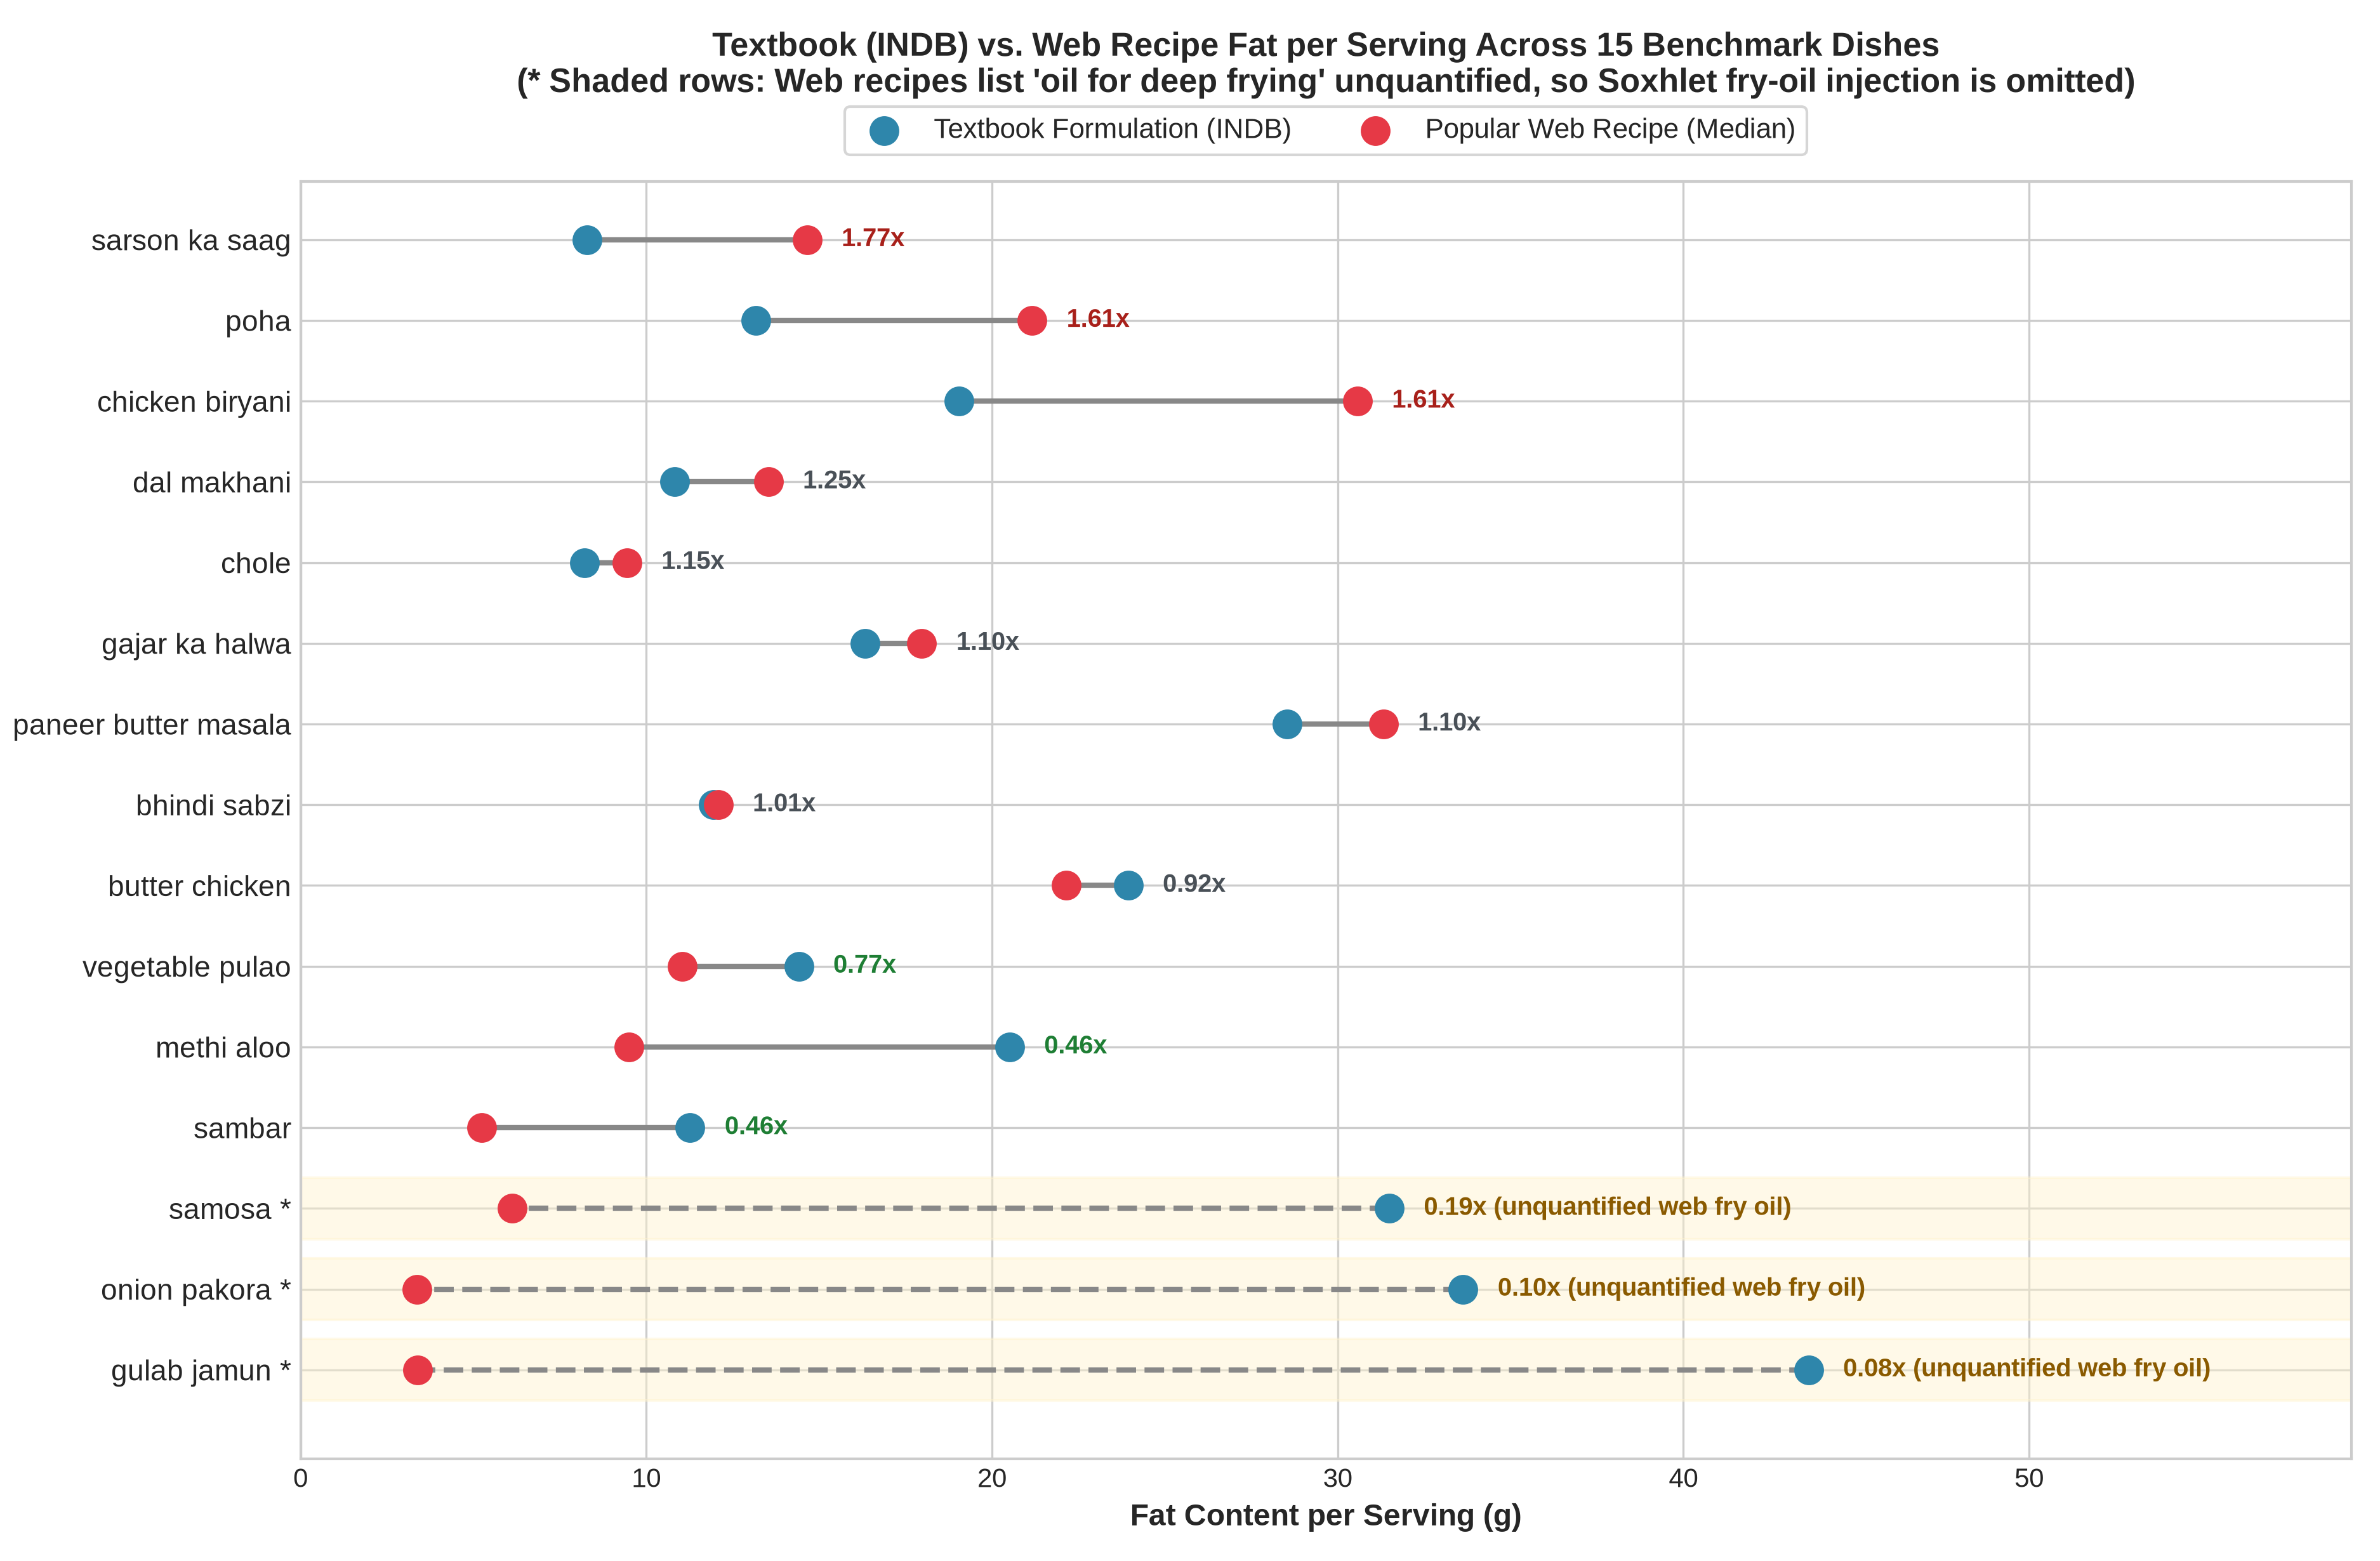 Textbook (INDB) vs. Web Recipe Fat per Serving Across 15 Benchmark Dishes
(* Shaded rows: Web recipes list 'oil for deep frying' unquantified, so Soxhlet fry-oil injection is omitted)
Textbook Formulation (INDB) Popular Web Recipe (Median)
sarson ka saag 1.77x
poha 1.61x
chicken biryani 1.61x
dal makhani 1.25x
chole 1.15x
gajar ka halwa 1.10x
paneer butter masala 1.10x
bhindi sabzi 1.01x
butter chicken 0.92x
vegetable pulao 0.77x
methi aloo 0.46x
sambar 0.46x
samosa * 0.19x (unquantified web fry oil)
onion pakora * 0.10x (unquantified web fry oil)
gulab jamun * 0.08x (unquantified web fry oil)
0 10 20 30 40 50
Fat Content per Serving (g)